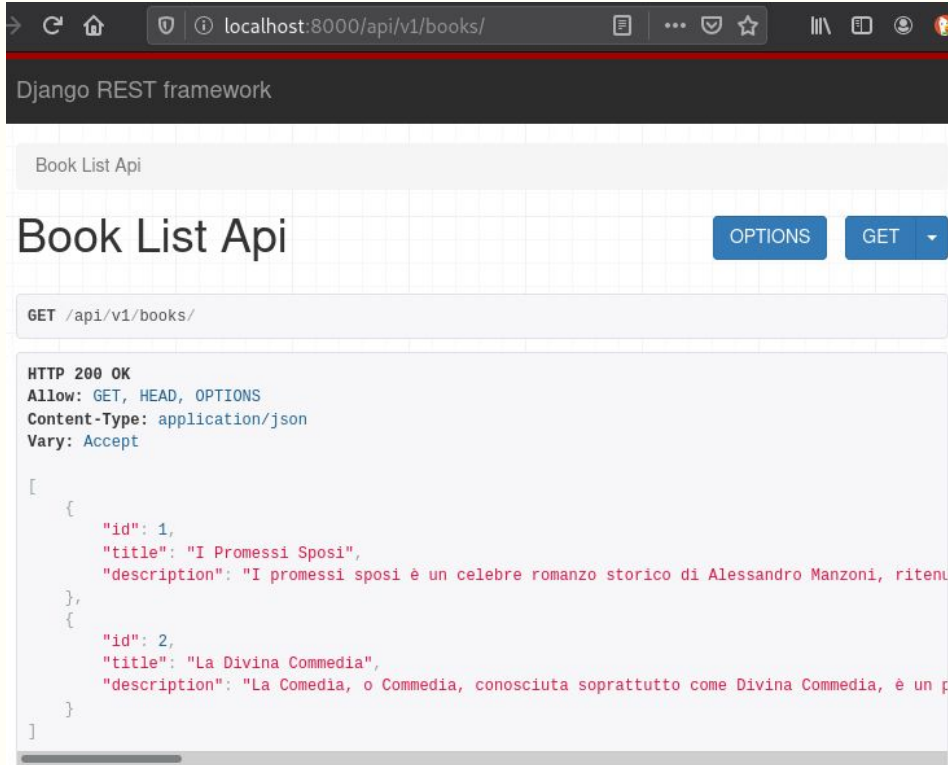 localhost:8000/api/v1/books/
Django REST framework
Book List Api
Book List Api
OPTIONS
GET
GET /api/v1/books/
HTTP 200 OK
Allow: GET, HEAD, OPTIONS
Content-Type: application/json
Vary: Accept
[
{
"id": 1,
"title": "I Promessi Sposi",
"description": "I promessi sposi è un celebre romanzo storico di Alessandro Manzoni, ritenu
},
{
"id": 2,
"title": "La Divina Commedia",
"description": "La Comedìa, o Commedia, conosciuta soprattutto come Divina Commedia, è un p
}
]